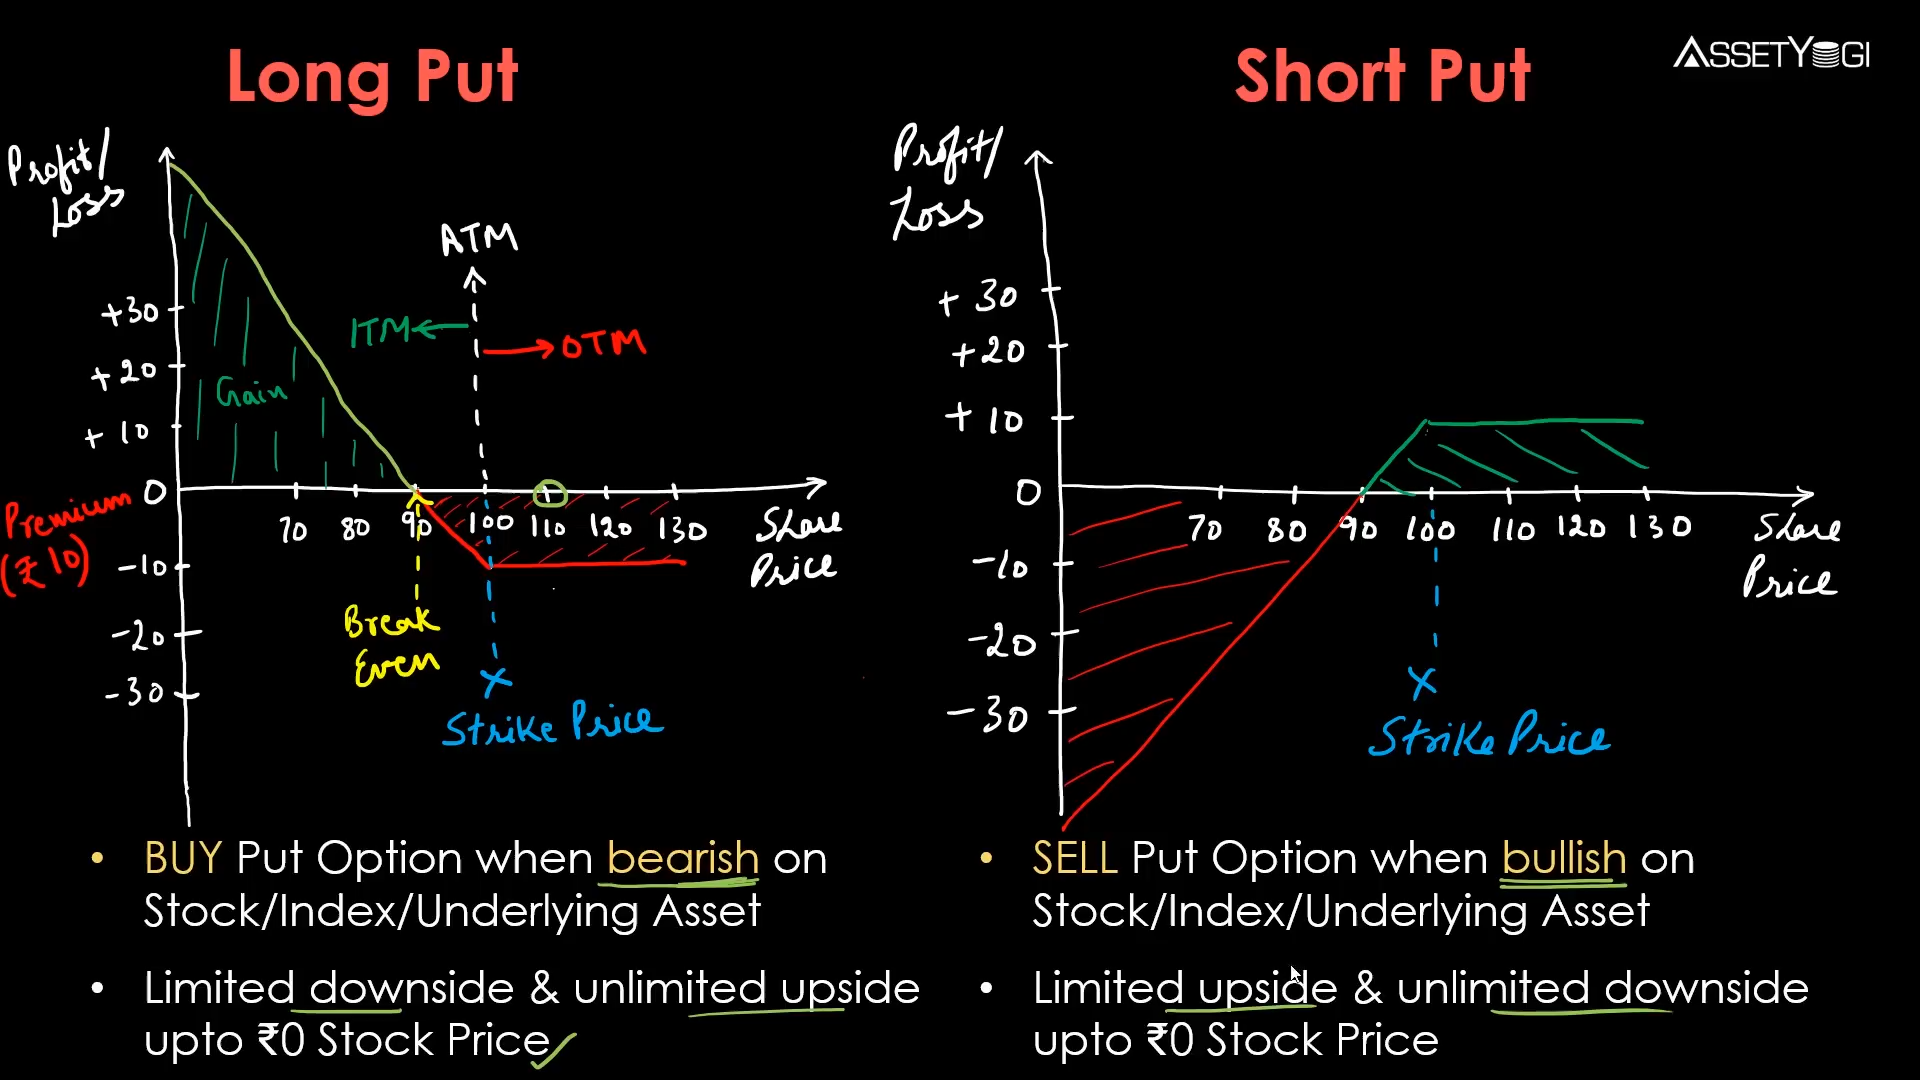 Long Put
Short Put
ASSETYOGI
Profit/
Loss
ATM
ITM
OTM
+30
+20
+10
0
Gain
Premium
(₹10)
-10
-20
-30
70 80 90 100 110 120 130
Share
Price
Break
Even
X
Strike Price
Profit/
Loss
+30
+20
+10
0
-10
-20
-30
70 80 90 100 110 120 130
Share
Price
X
Strike Price
• BUY Put Option when bearish on
Stock/Index/Underlying Asset
• Limited downside & unlimited upside
upto ₹0 Stock Price
• SELL Put Option when bullish on
Stock/Index/Underlying Asset
• Limited upside & unlimited downside
upto ₹0 Stock Price